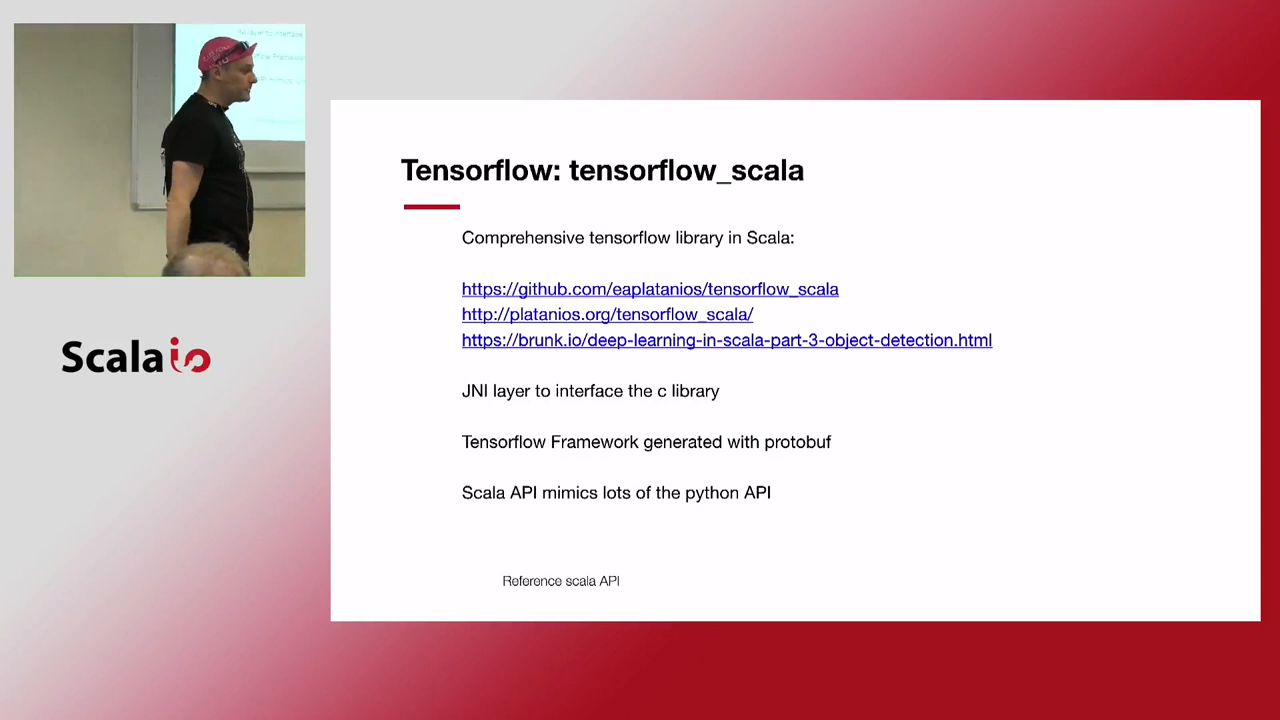 Tensorflow: tensorflow_scala
Comprehensive tensorflow library in Scala:
https://github.com/eaplatanios/tensorflow_scala
http://platanios.org/tensorflow_scala/
https://brunk.io/deep-learning-in-scala-part-3-object-detection.html
JNI layer to interface the c library
Tensorflow Framework generated with protobuf
Scala API mimics lots of the python API
Reference scala API
Scala io